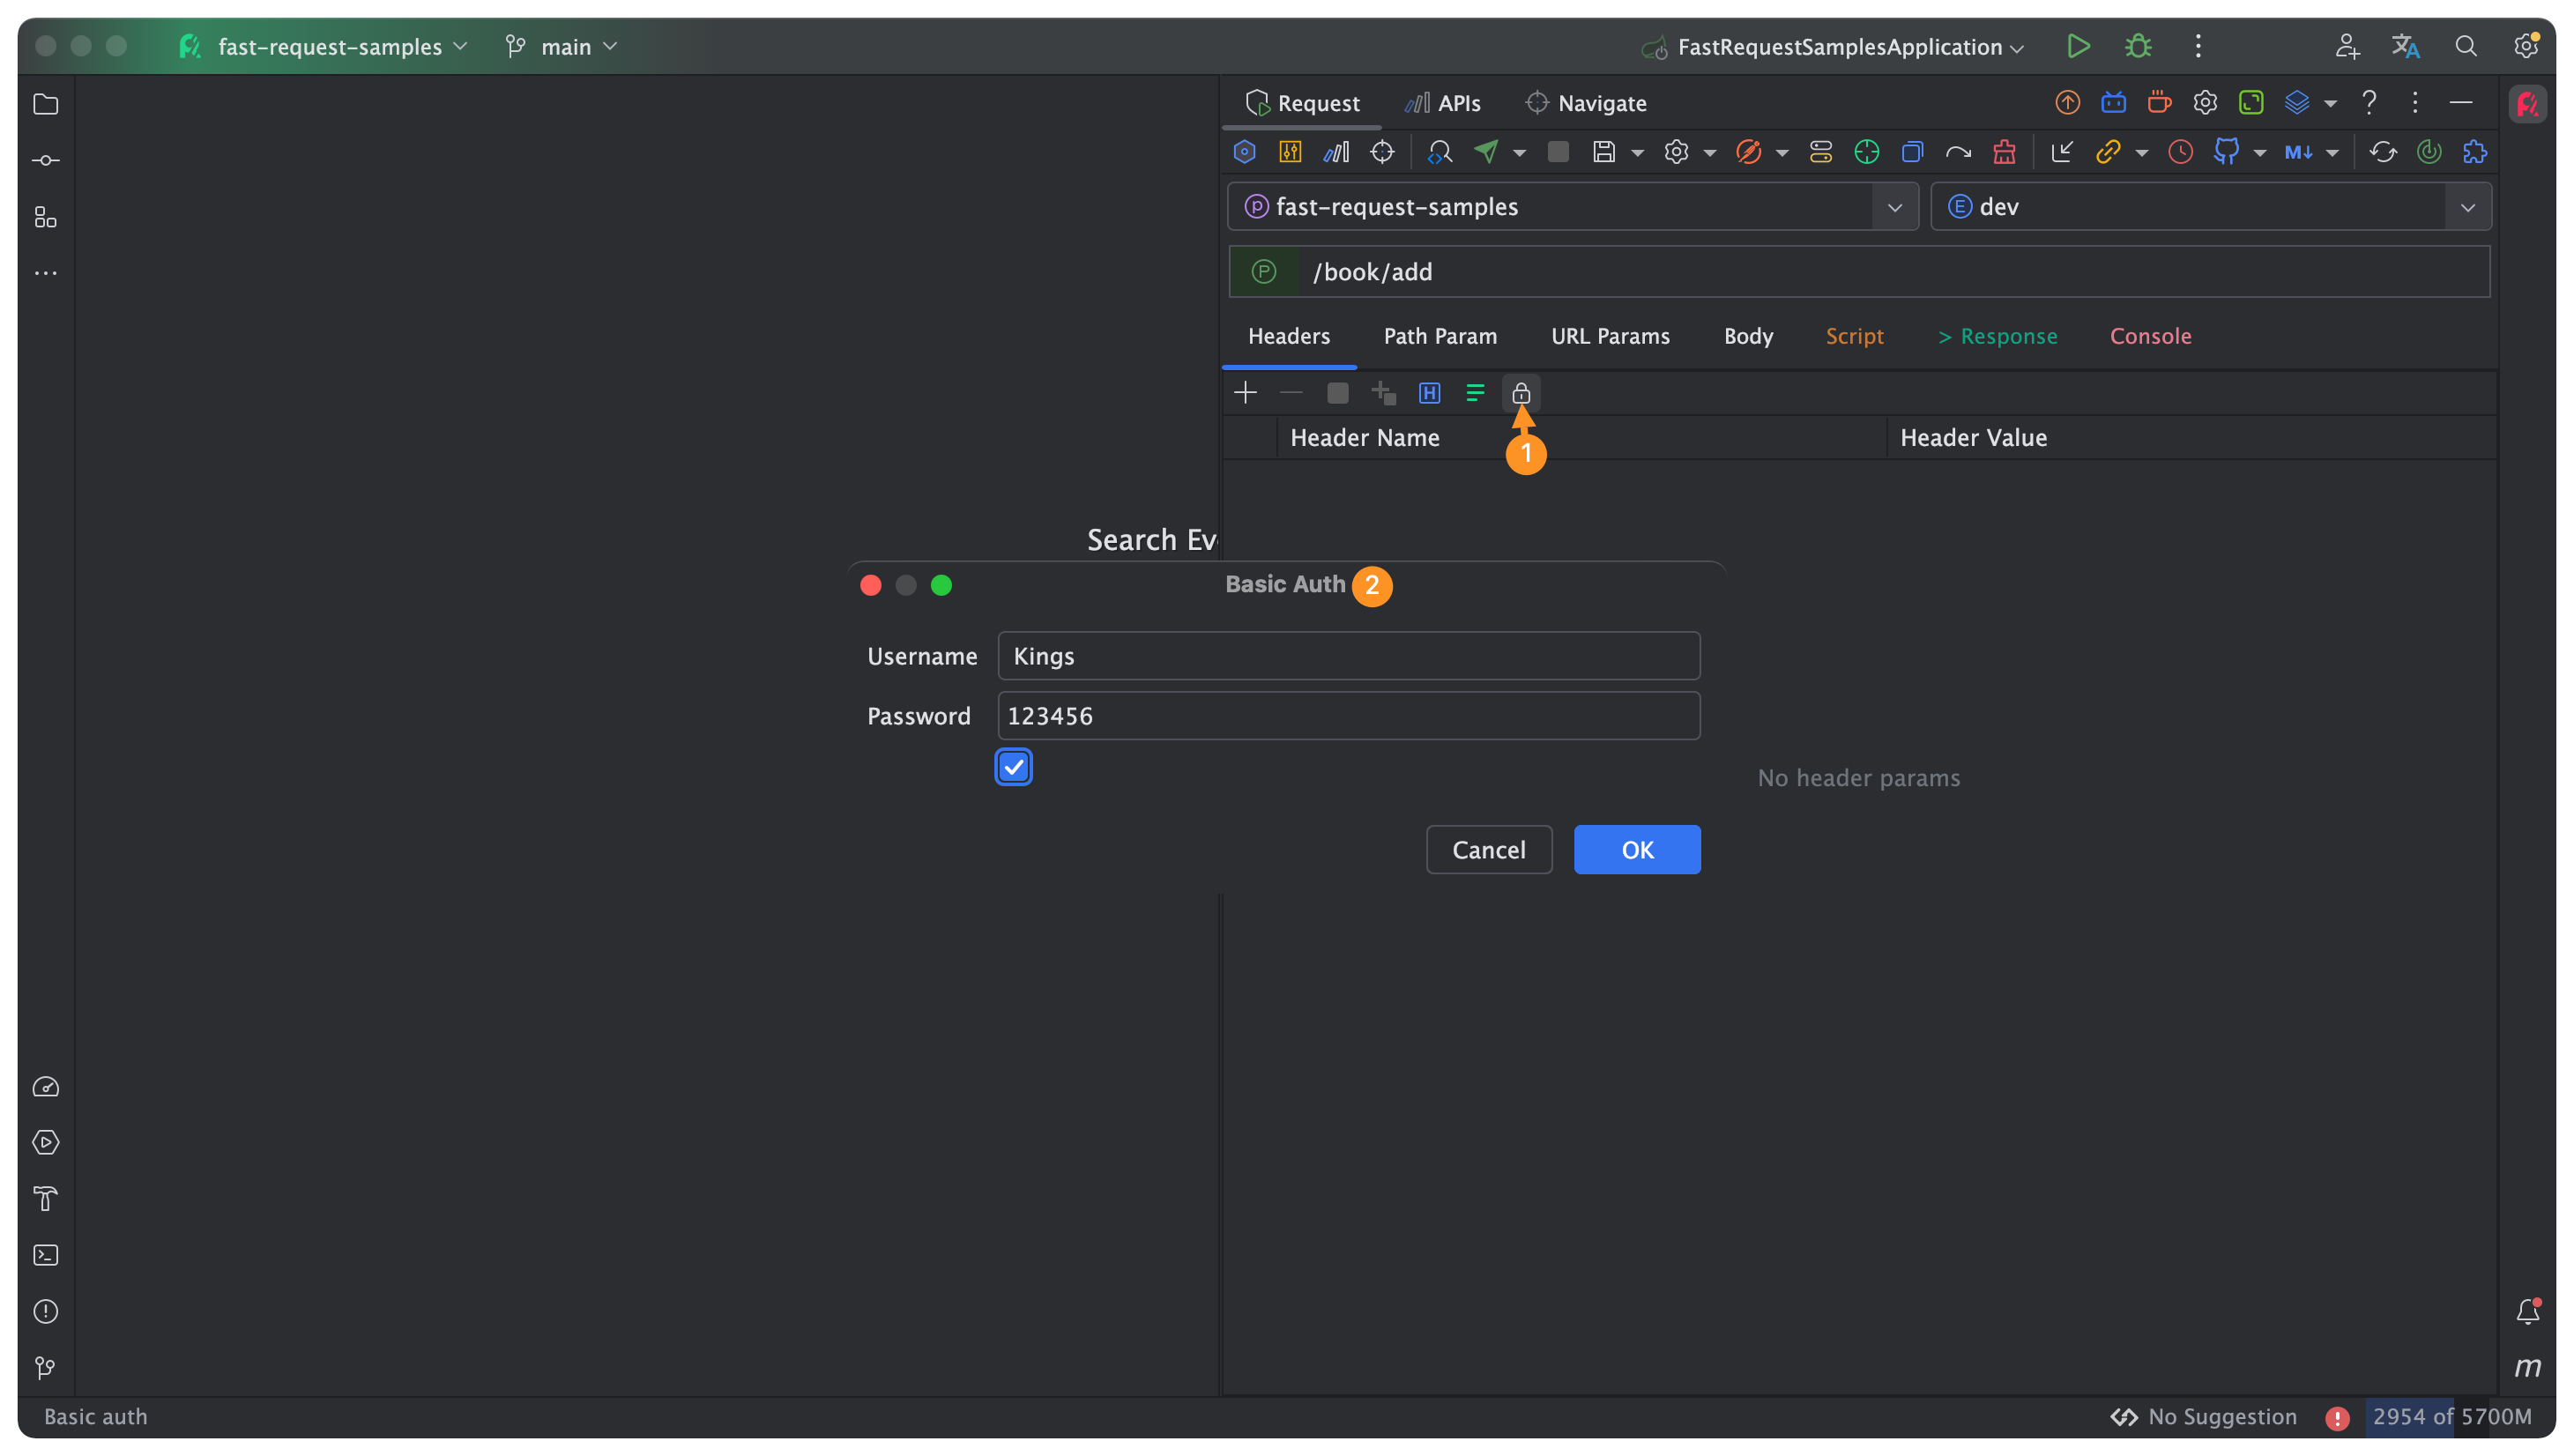 fast-request-samples
main
FastRequestSamplesApplication
Request
APIs
Navigate
fast-request-samples
dev
/book/add
Headers
Path Param
URL Params
Body
Script
> Response
Console
Header Name
Header Value
1
Search Ev
Basic Auth
2
Username
Kings
Password
123456
No header params
Cancel
OK
Basic auth
No Suggestion
2954 of 5700M